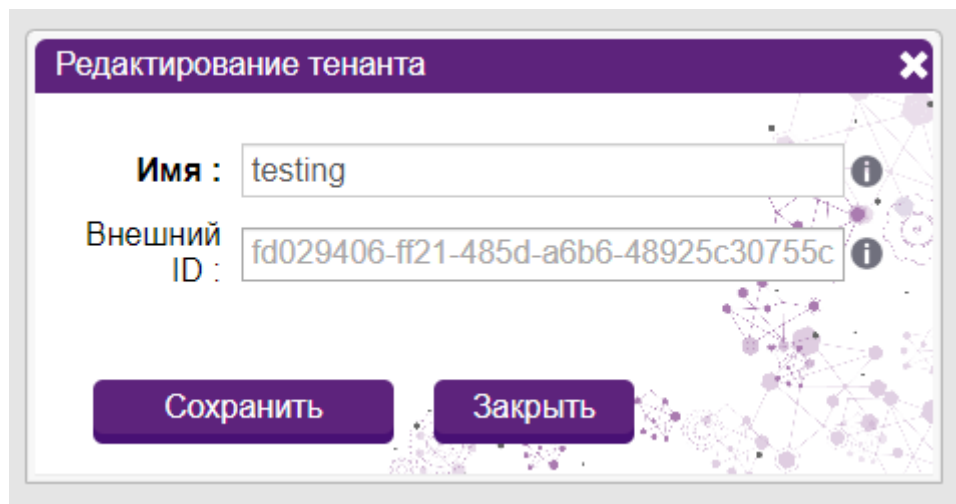 Редактирование тенанта
Имя :
testing
Внешний
ID :
fd029406-ff21-485d-a6b6-48925c30755c
Сохранить
Закрыть